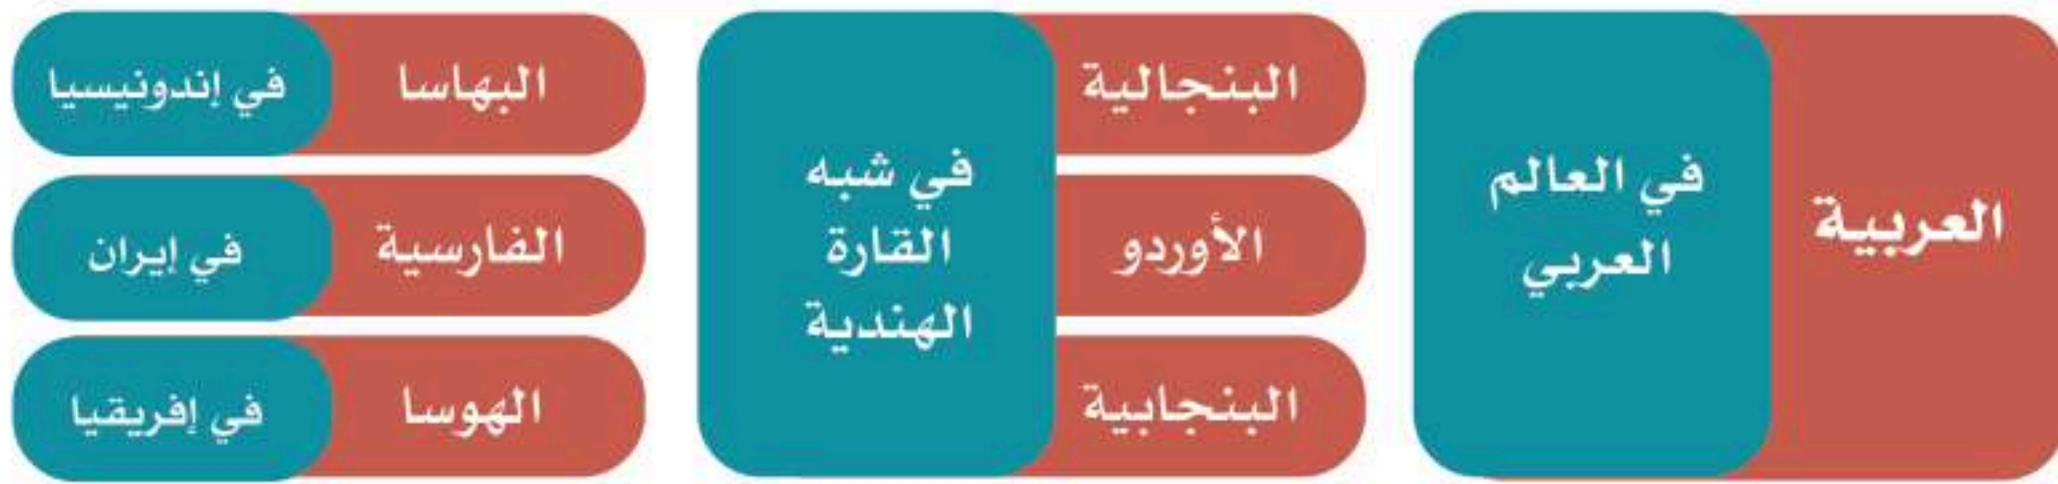 العربية
في العالم
العربي
البنجالية
الأوردو
البنجابية
في شبه
القارة
الهندية
البهاسا
في إندونيسيا
الفارسية
في إيران
الهوسا
في إفريقيا